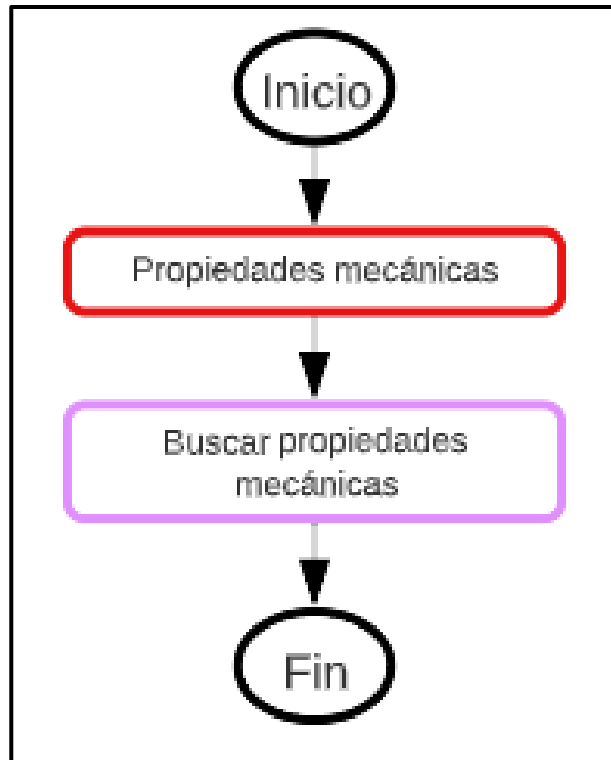 Inicio
Propiedades mecánicas
Buscar propiedades
mecánicas
Fin